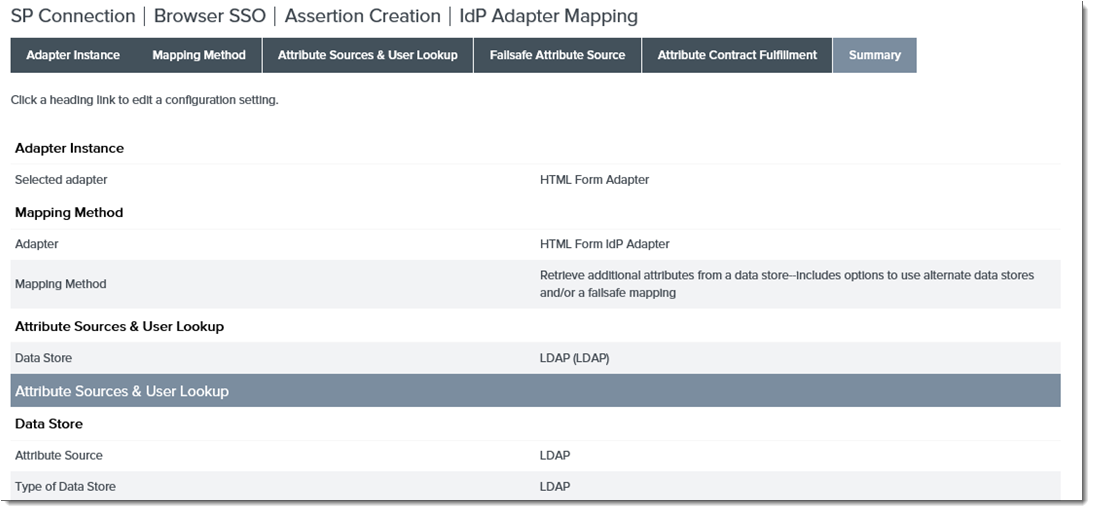 SP Connection | Browser SSO | Assertion Creation | IdP Adapter Mapping
Adapter Instance Mapping Method Attribute Sources & User Lookup Failsafe Attribute Source Attribute Contract Fulfillment Summary
Click a heading link to edit a configuration setting.
Adapter Instance
Selected adapter HTML Form Adapter
Mapping Method
Adapter HTML Form IdP Adapter
Mapping Method Retrieve additional attributes from a data store--includes options to use alternate data stores
and/or a failsafe mapping
Attribute Sources & User Lookup
Data Store LDAP (LDAP)
Attribute Sources & User Lookup
Data Store
Attribute Source LDAP
Type of Data Store LDAP